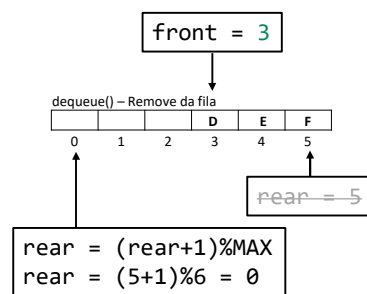 front = 3
dequeue() – Remove da fila
D E F
0 1 2 3 4 5
rear = 5
rear = (rear+1)%MAX
rear = (5+1)%6 = 0